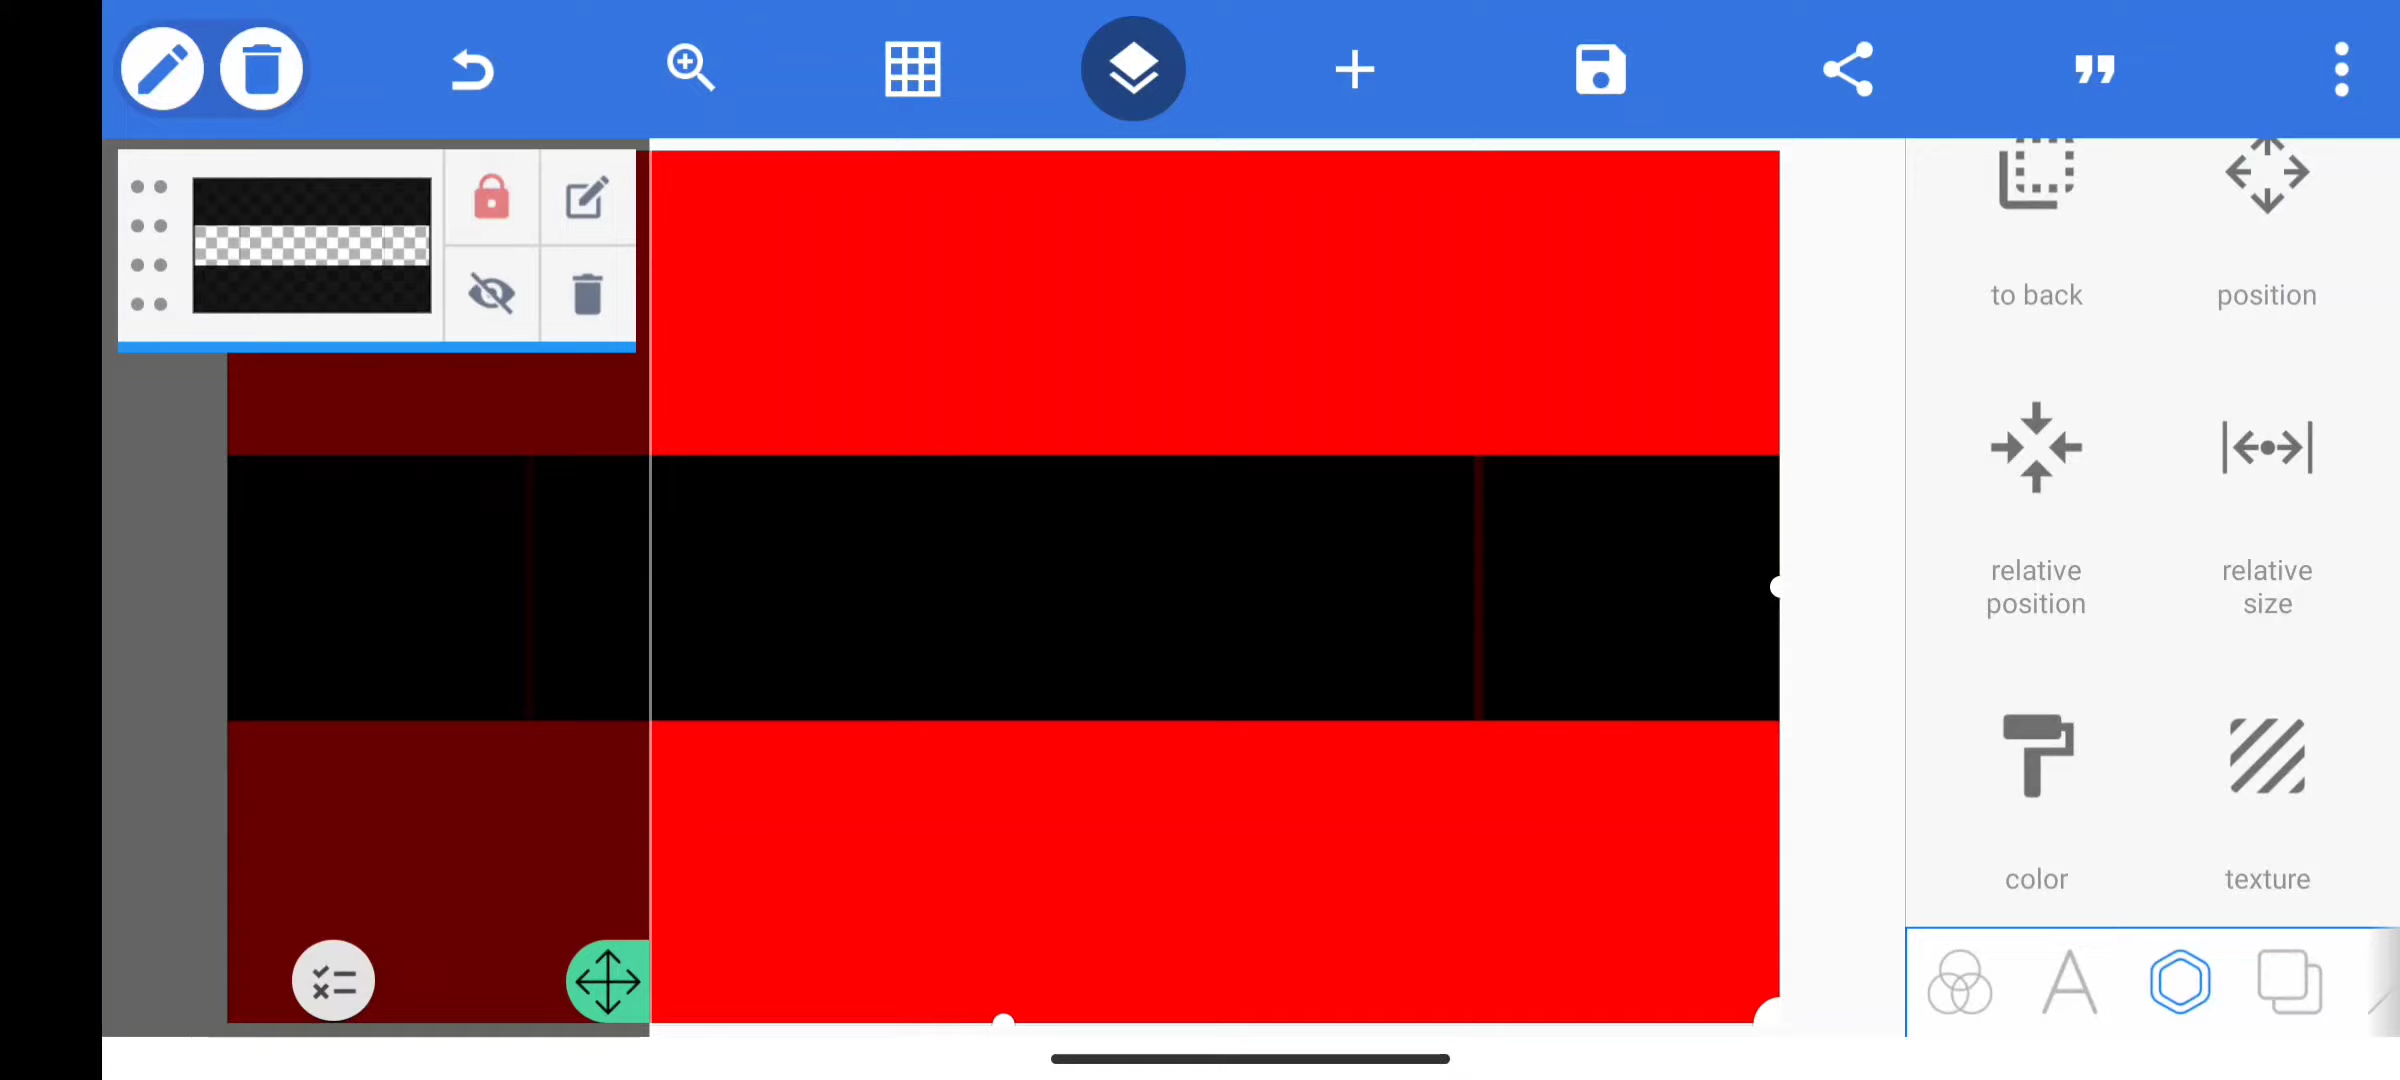 to back
position
relative
position
relative
size
color
texture